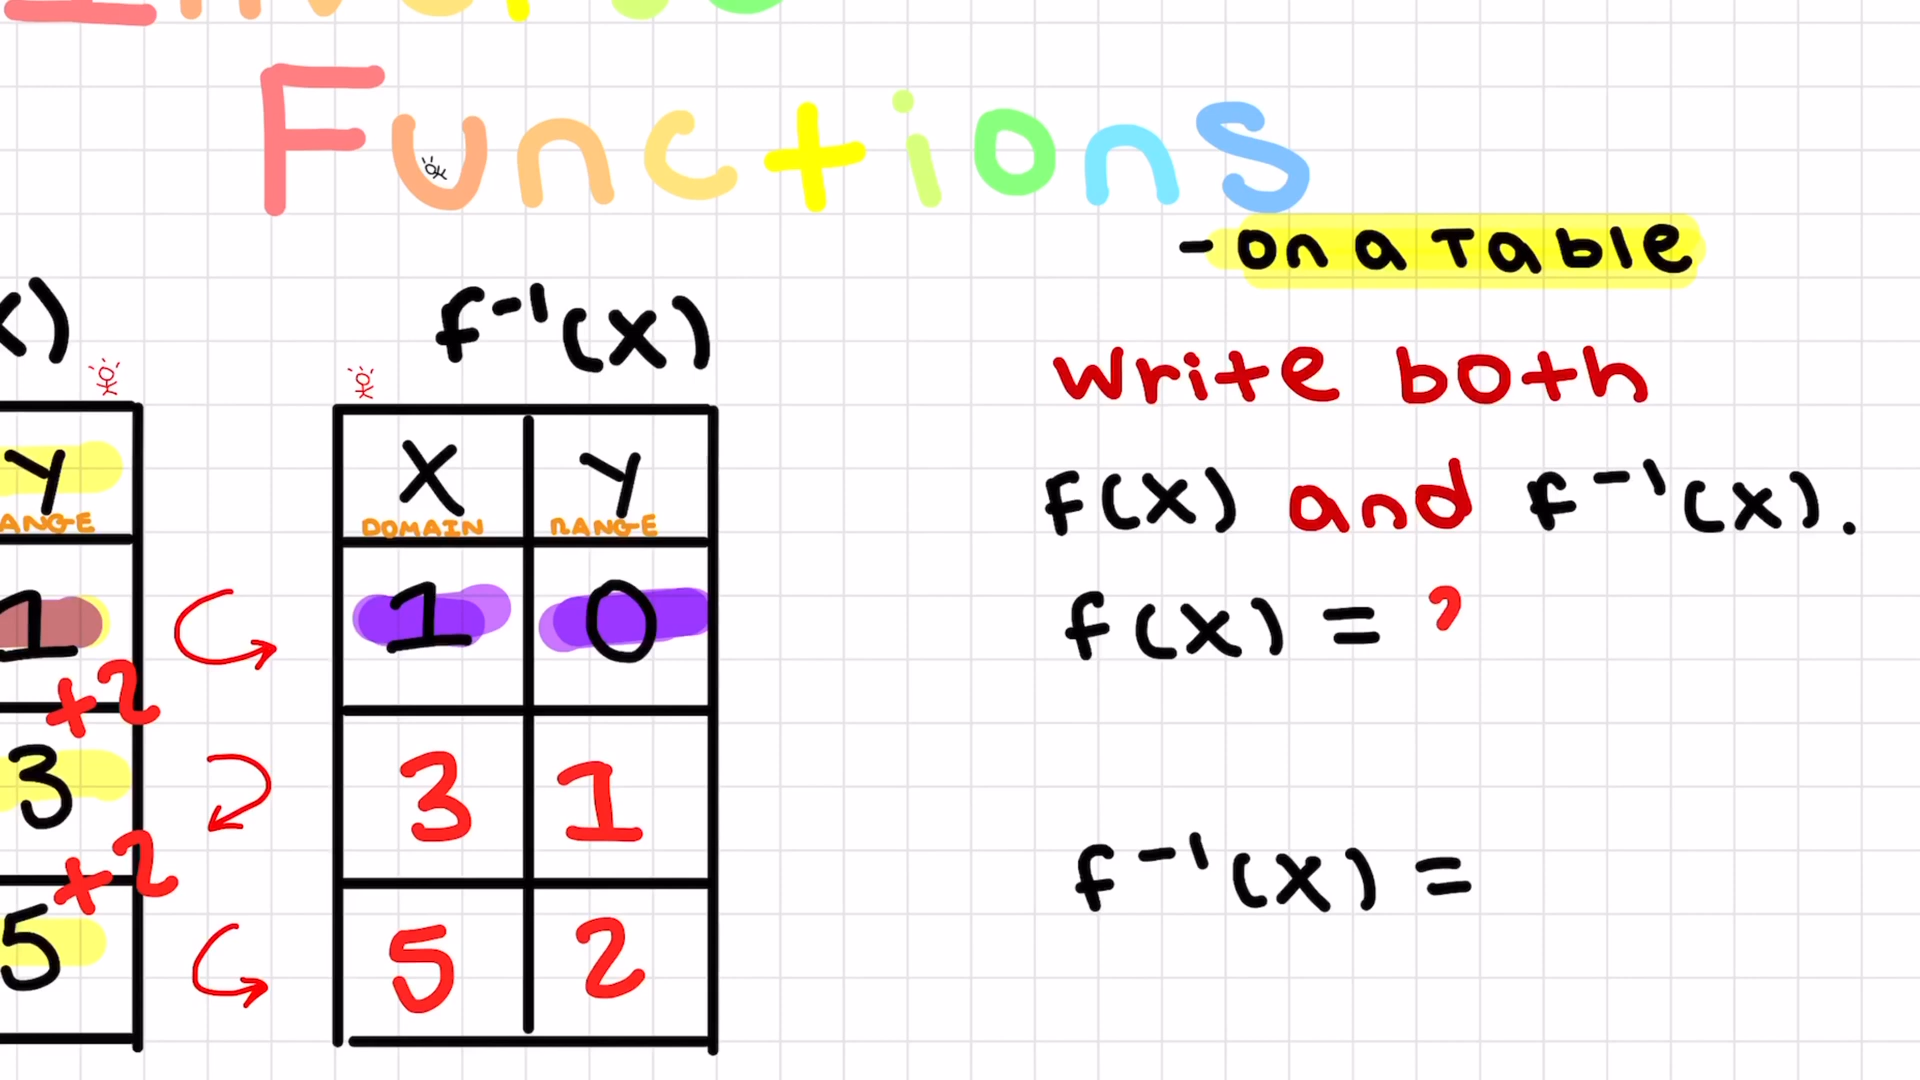 Functions
- on a Table
x) f⁻¹(x)
Y X Y
ANGE DOMAIN RANGE
1 1 0
+2
3 3 1
+2
5 5 2
write both
f(x) and f⁻¹(x).
f(x) = ?
f⁻¹(x) =